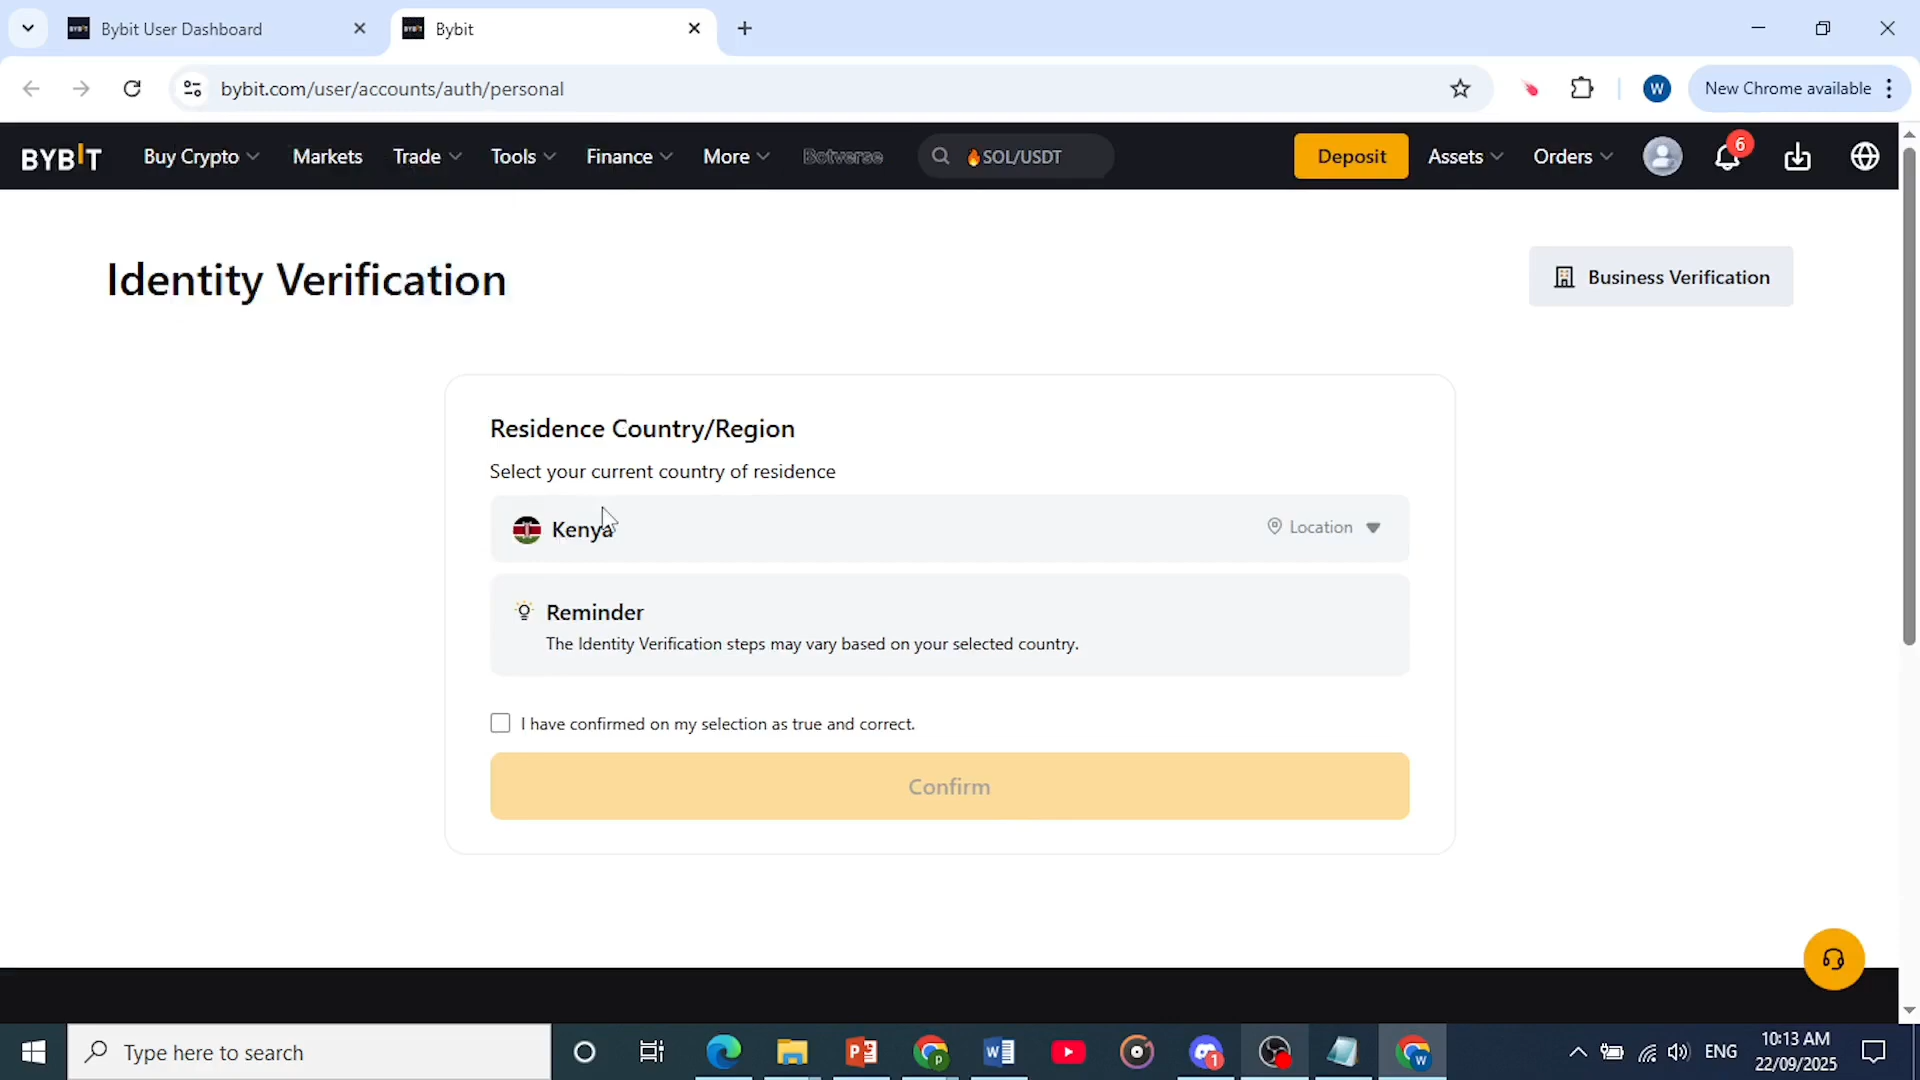 Bybit User Dashboard
Bybit
bybit.com/user/accounts/auth/personal
W
New Chrome available
BYBIT
Buy Crypto
Markets
Trade
Tools
Finance
More
Botverse
SOL/USDT
Deposit
Assets
Orders
6
Identity Verification
Business Verification
Residence Country/Region
Select your current country of residence
Kenya
Location
Reminder
The Identity Verification steps may vary based on your selected country.
I have confirmed on my selection as true and correct.
Confirm
Type here to search
1
ENG
10:13 AM
22/09/2025